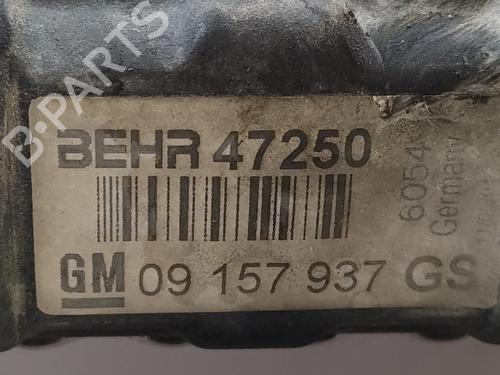 B-PARTS
BEHR 47250
6054
Germany
GM 09 157 937 GS